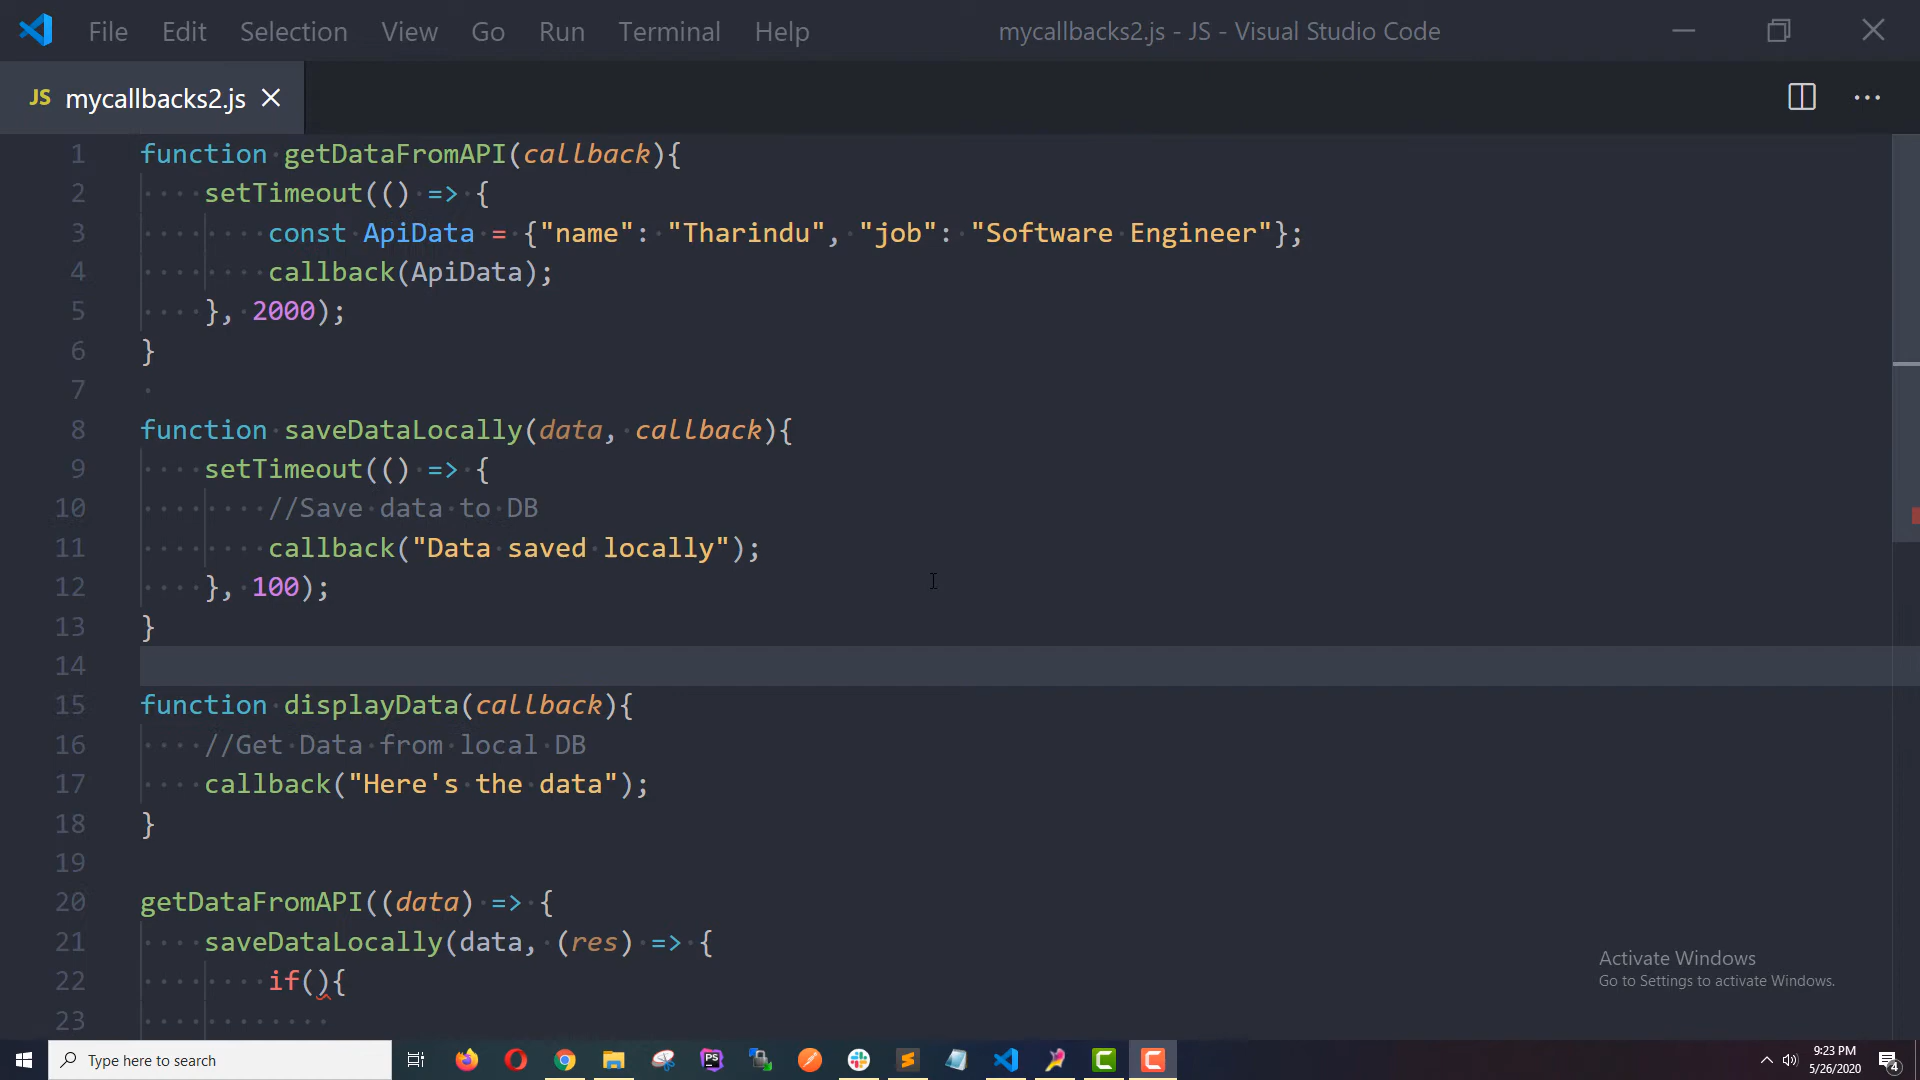 File Edit Selection View Go Run Terminal Help mycallbacks2.js - JS - Visual Studio Code
JS mycallbacks2.js
1 function getDataFromAPI(callback){
2 setTimeout(() => {
3 const ApiData = {"name": "Tharindu", "job": "Software Engineer"};
4 callback(ApiData);
5 }, 2000);
6 }
7
8 function saveDataLocally(data, callback){
9 setTimeout(() => {
10 //Save data to DB
11 callback("Data saved locally");
12 }, 100);
13 }
14
15 function displayData(callback){
16 //Get Data from local DB
17 callback("Here's the data");
18 }
19
20 getDataFromAPI((data) => {
21 saveDataLocally(data, (res) => {
22 if(){
23
Activate Windows
Go to Settings to activate Windows.
Type here to search
PS
9:23 PM
5/26/2020
4